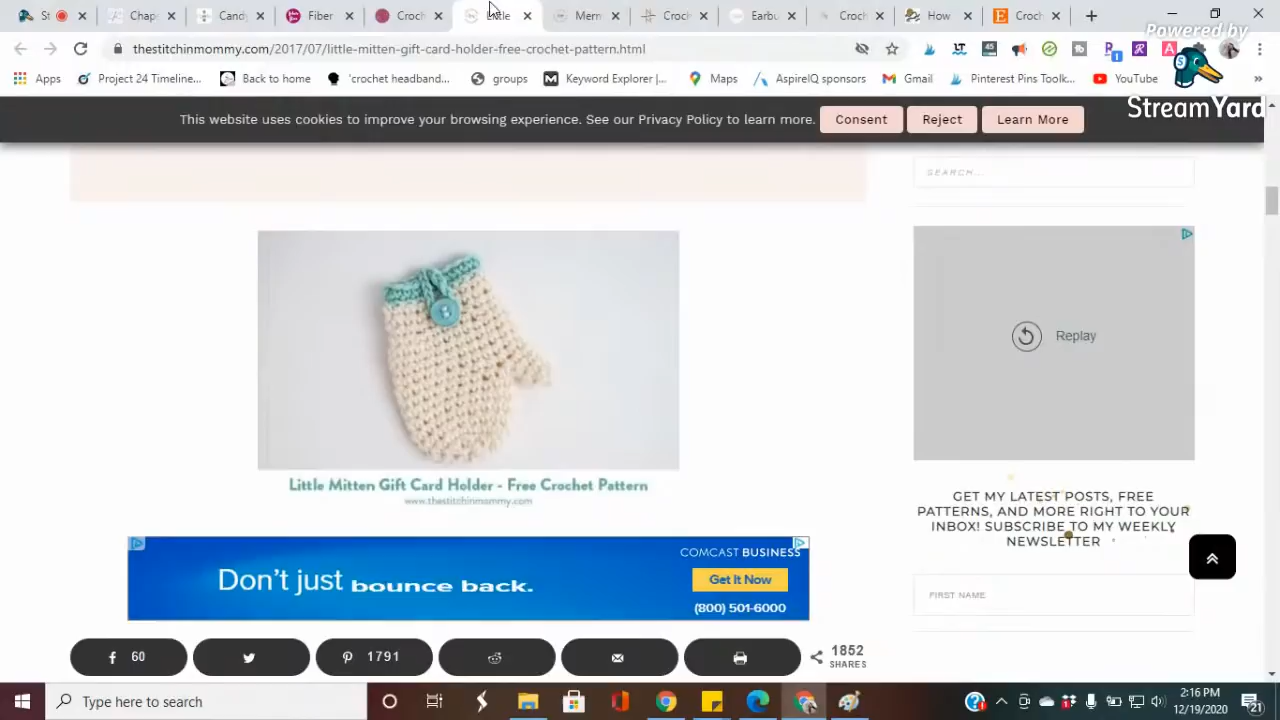 St
Chap
Candy
Fiber
Croch
Little
Mern
Croch
Earbu
Croch
How
Croch
Powered by
thestitchinmommy.com/2017/07/little-mitten-gift-card-holder-free-crochet-pattern.html
Apps
Project 24 Timeline...
Back to home
'crochet headband...
groups
Keyword Explorer |...
Maps
AspireIQ sponsors
Gmail
Pinterest Pins Toolk...
YouTube
StreamYard
This website uses cookies to improve your browsing experience. See our Privacy Policy to learn more.
Consent
Reject
Learn More
SEARCH...
Replay
Little Mitten Gift Card Holder - Free Crochet Pattern
www.thestitchinmommy.com
GET MY LATEST POSTS, FREE
PATTERNS, AND MORE RIGHT TO YOUR
INBOX! SUBSCRIBE TO MY WEEKLY
NEWSLETTER
FIRST NAME
COMCAST BUSINESS
Don't just bounce back.
Get It Now
(800) 501-6000
60
1791
1852
SHARES
Type here to search
2:16 PM
12/19/2020
21